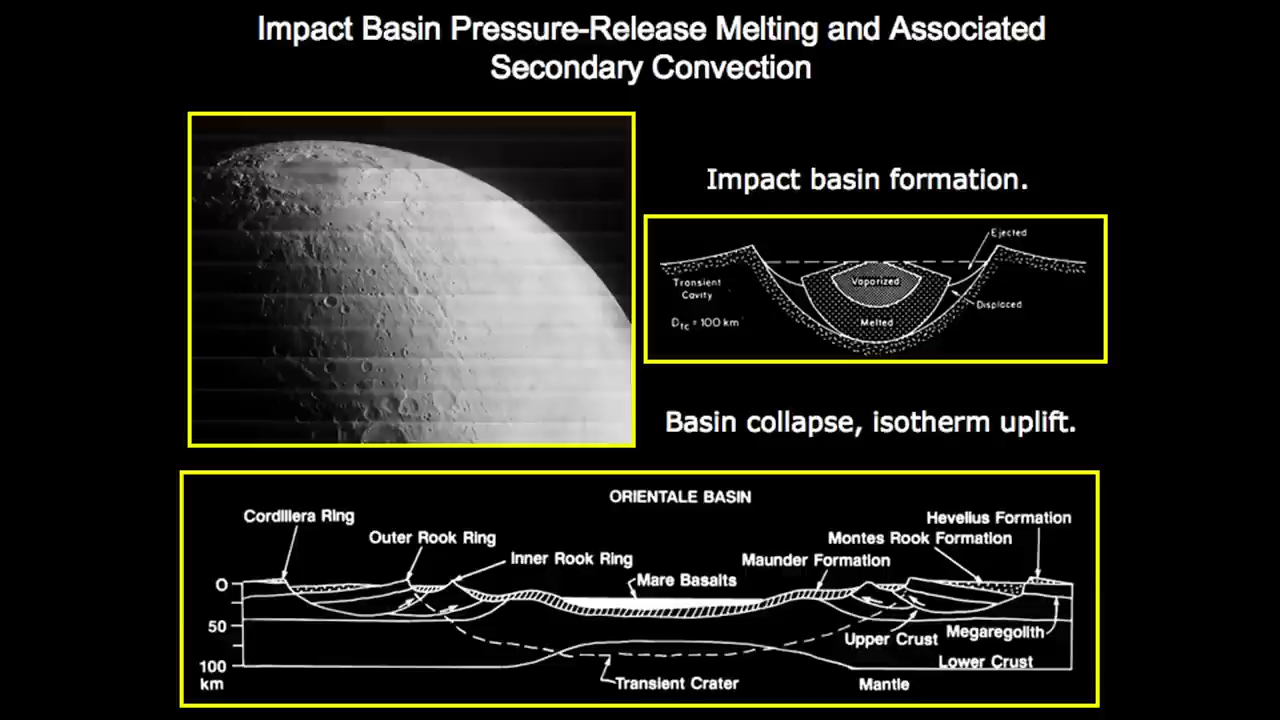 Impact Basin Pressure-Release Melting and Associated
Secondary Convection
Impact basin formation.
Ejected
Transient
Cavity
Vaporized
Displaced
Dtc = 100 km
Melted
Basin collapse, isotherm uplift.
ORIENTALE BASIN
Cordillera Ring
Hevelius Formation
Outer Rook Ring
Montes Rook Formation
Inner Rook Ring
Maunder Formation
Mare Basalts
0
50
100
km
Upper Crust
Megaregolith
Lower Crust
Transient Crater
Mantle